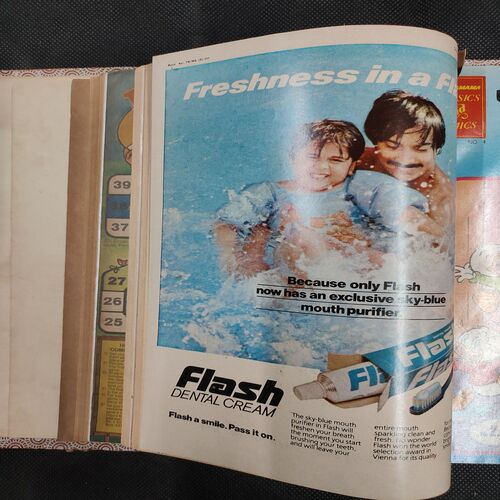 39
37
27
26
25
Freshness in a
Because only Flash
now has an exclusive sky-blue
mouth purifier.
Flash
DENTAL CREAM
Flash a smile. Pass it on.
The sky-blue mouth
purifier in Flash will
freshen your breath
the moment you start
brushing your teeth,
and will leave your
entire mouth
sparkling clean and
fresh. No wonder
Flash won the world
selection award in
Vienna for its quality
NO. 4